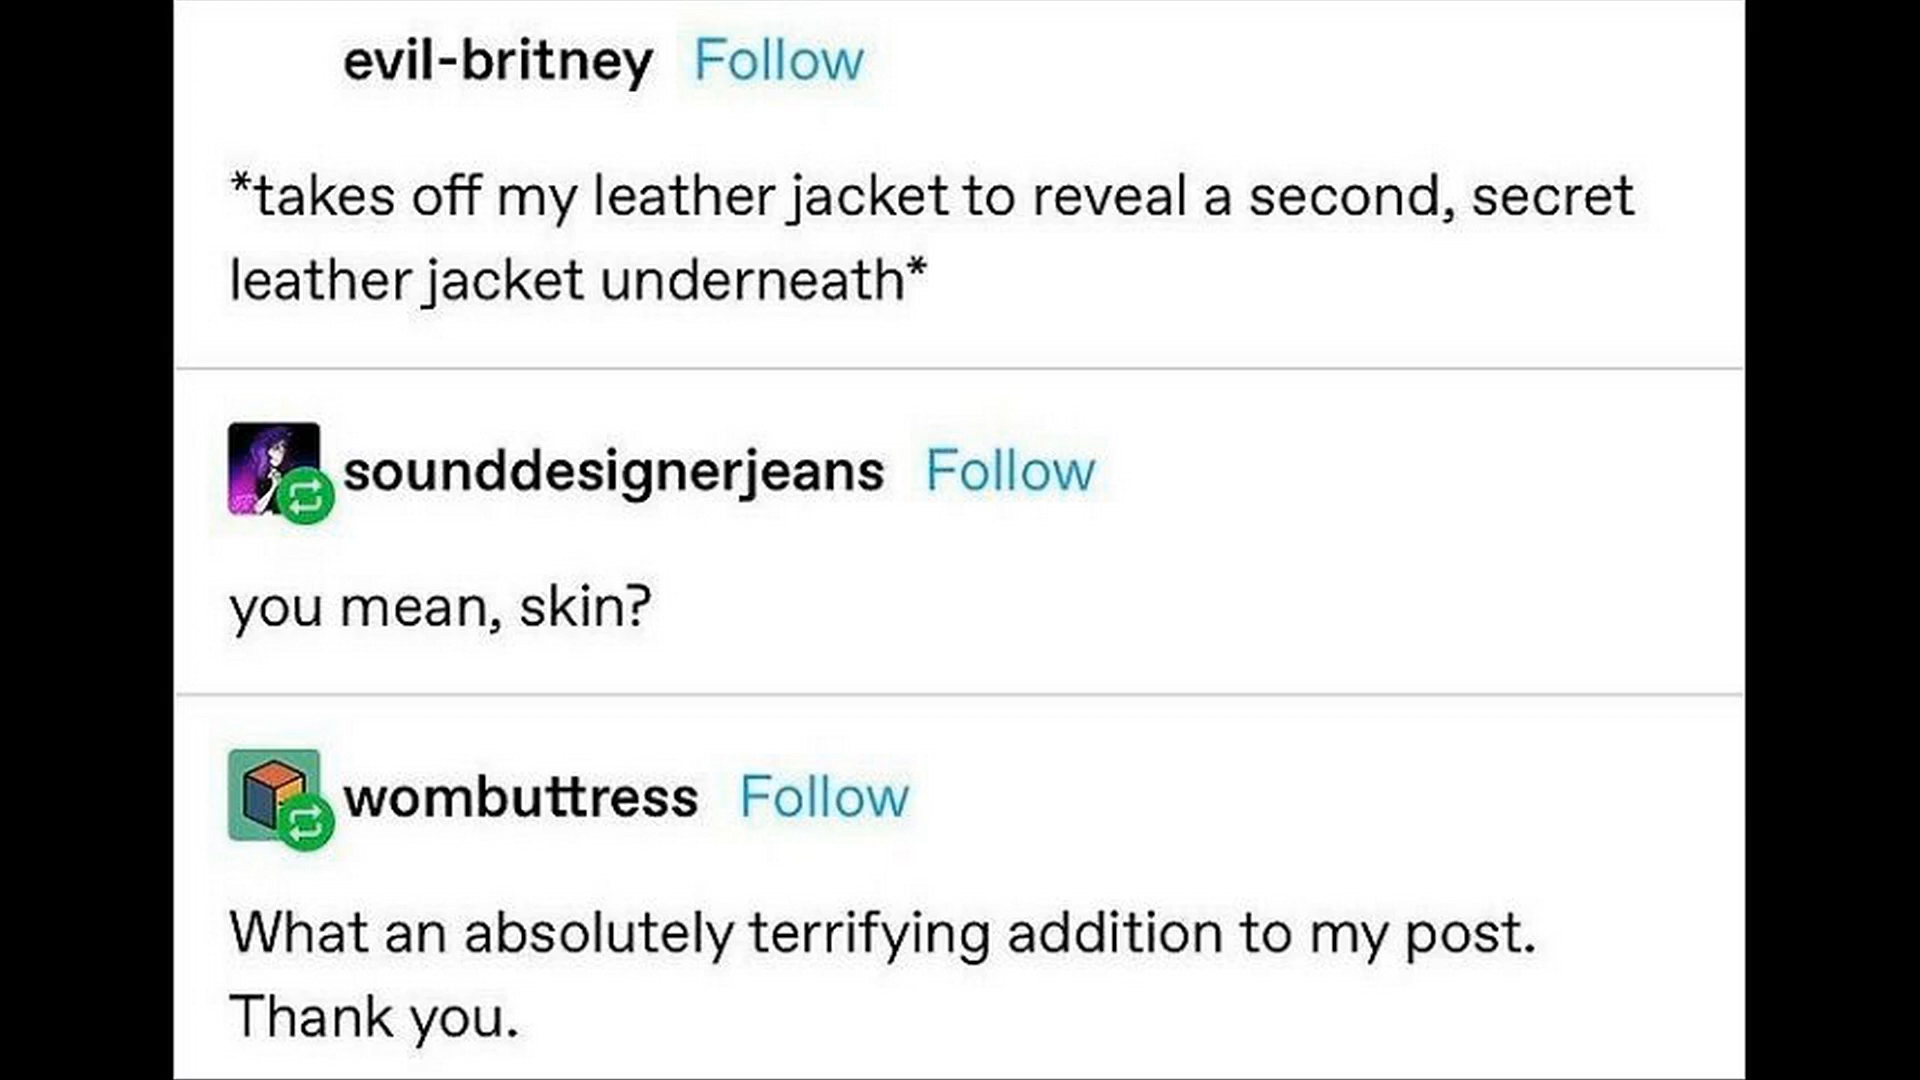 evil-britney Follow
*takes off my leather jacket to reveal a second, secret
leather jacket underneath*
sounddesignerjeans Follow
you mean, skin?
wombuttress Follow
What an absolutely terrifying addition to my post.
Thank you.